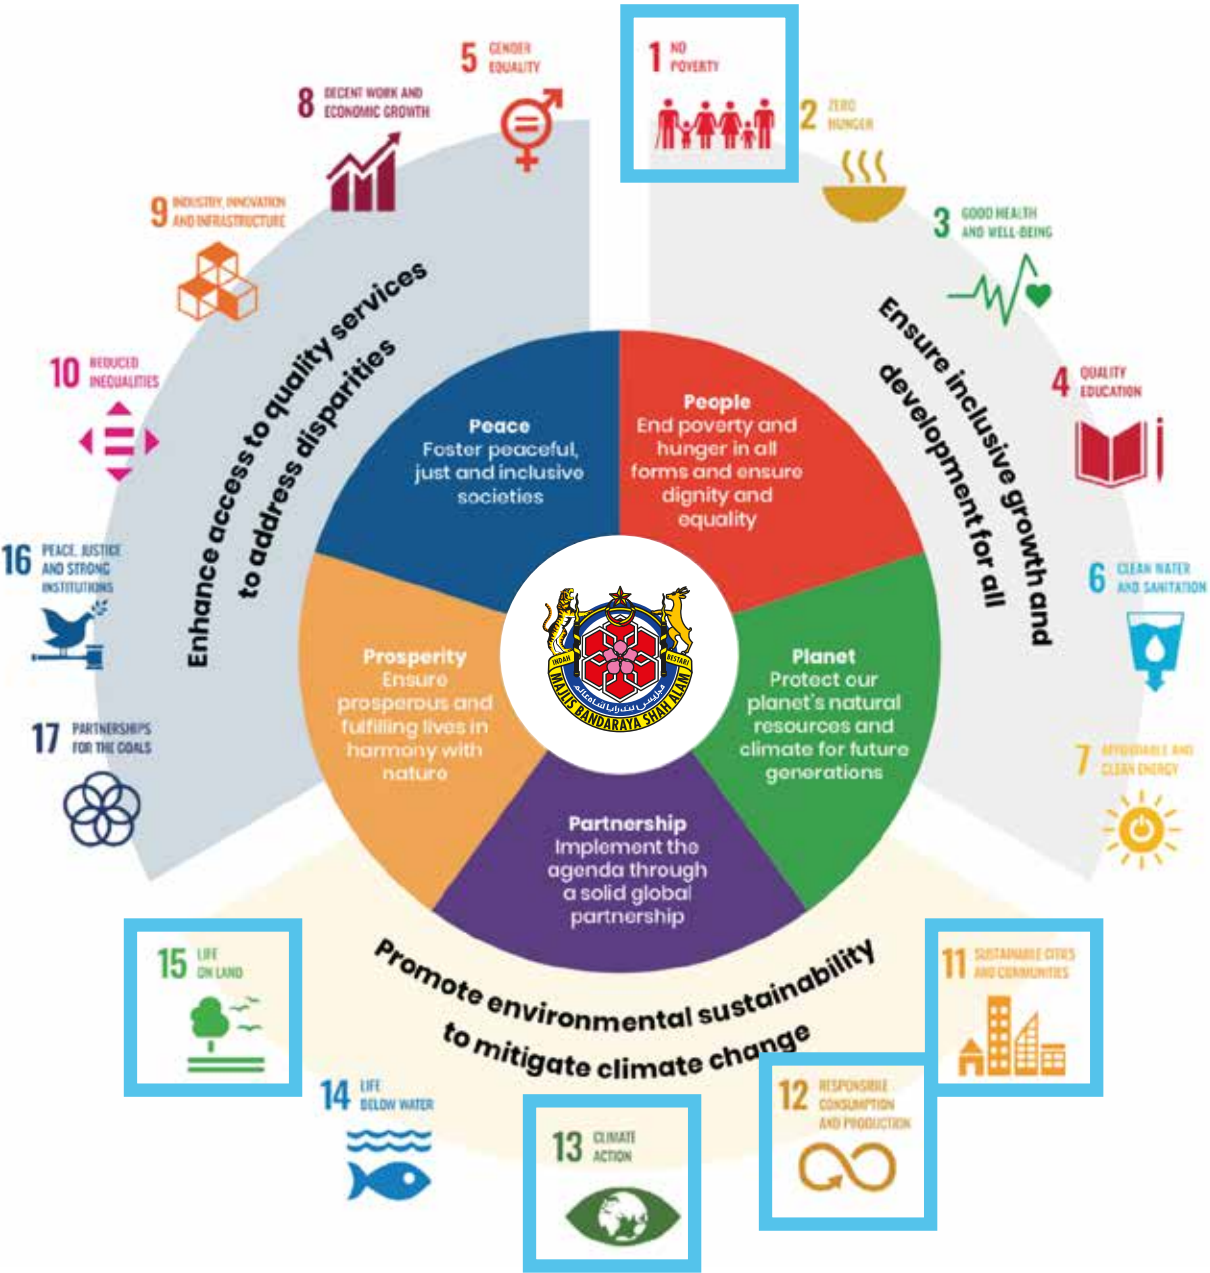 5 GENDER
EQUALITY
1 NO
POVERTY
8 DECENT WORK AND
ECONOMIC GROWTH
2 ZERO
HUNGER
9 INDUSTRY, INNOVATION
AND INFRASTRUCTURE
3 GOOD HEALTH
AND WELL-BEING
10 REDUCED
INEQUALITIES
4 QUALITY
EDUCATION
16 PEACE, JUSTICE
AND STRONG
INSTITUTIONS
6 CLEAN WATER
AND SANITATION
17 PARTNERSHIPS
FOR THE GOALS
7 AFFORDABLE AND
CLEAN ENERGY
Enhance access to quality services
to address disparities
Ensure inclusive growth and
development for all
Peace
Foster peaceful,
just and inclusive
societies
People
End poverty and
hunger in all
forms and ensure
dignity and
equality
Prosperity
Ensure
prosperous and
fulfilling lives in
harmony with
nature
INDAH
BESTARI
MAJLIS BANDARAYA SHAH ALAM
Planet
Protect our
planet's natural
resources and
climate for future
generations
Partnership
Implement the
agenda through
a solid global
partnership
Promote environmental sustainability
to mitigate climate change
15 LIFE
ON LAND
11 SUSTAINABLE CITIES
AND COMMUNITIES
14 LIFE
BELOW WATER
12 RESPONSIBLE
CONSUMPTION
AND PRODUCTION
13 CLIMATE
ACTION